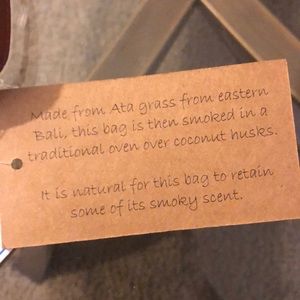 Made from Ata grass from eastern
Bali, this bag is then smoked in a
traditional oven over coconut husks.
It is natural for this bag to retain
some of its smoky scent.